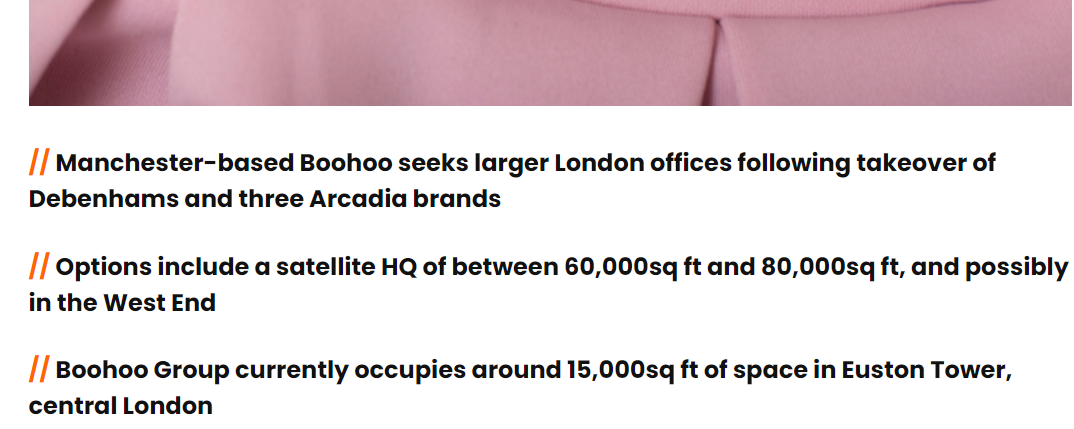 // Manchester-based Boohoo seeks larger London offices following takeover of
Debenhams and three Arcadia brands
// Options include a satellite HQ of between 60,000sq ft and 80,000sq ft, and possibly
in the West End
// Boohoo Group currently occupies around 15,000sq ft of space in Euston Tower,
central London